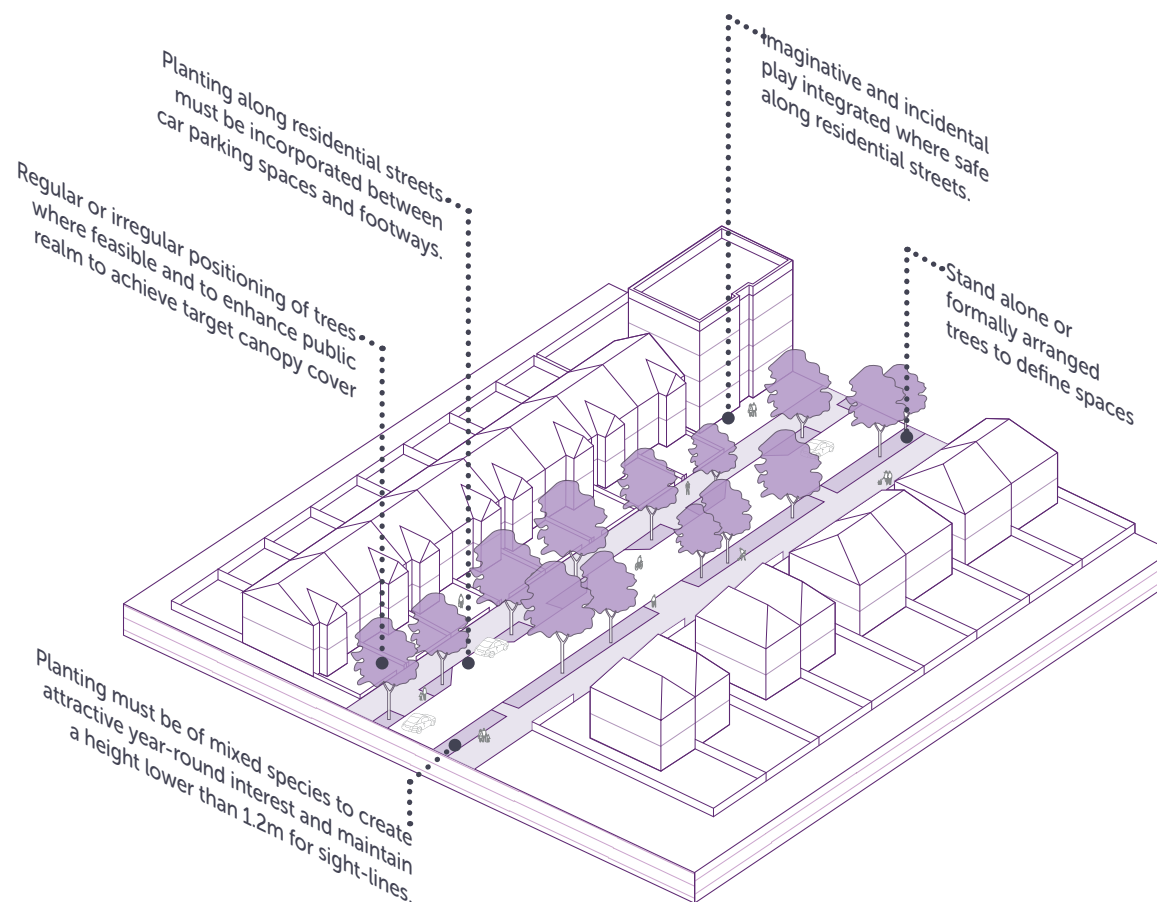 Imaginative and incidental
play integrated where safe
along residential streets.
Planting along residential streets
must be incorporated between
car parking spaces and footways.
Regular or irregular positioning of trees
where feasible and to enhance public
realm to achieve target canopy cover
Stand alone or
formally arranged
trees to define spaces
Planting must be of mixed species to create
attractive year-round interest and maintain
a height lower than 1.2m for sight-lines.